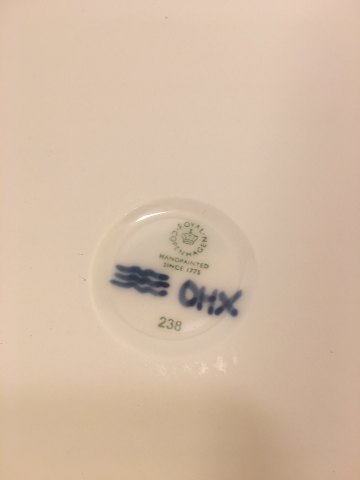 ROYAL COPENHAGEN
HANDPAINTED
SINCE 1775
OHX
238